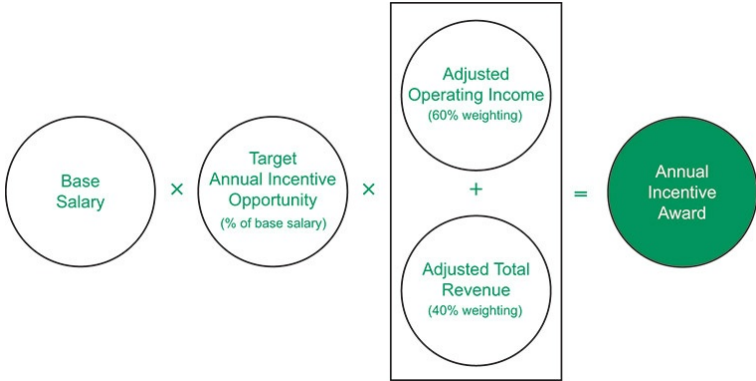 Base
Salary
×
Target
Annual Incentive
Opportunity
(% of base salary)
×
Adjusted
Operating Income
(60% weighting)
+
Adjusted Total
Revenue
(40% weighting)
=
Annual
Incentive
Award